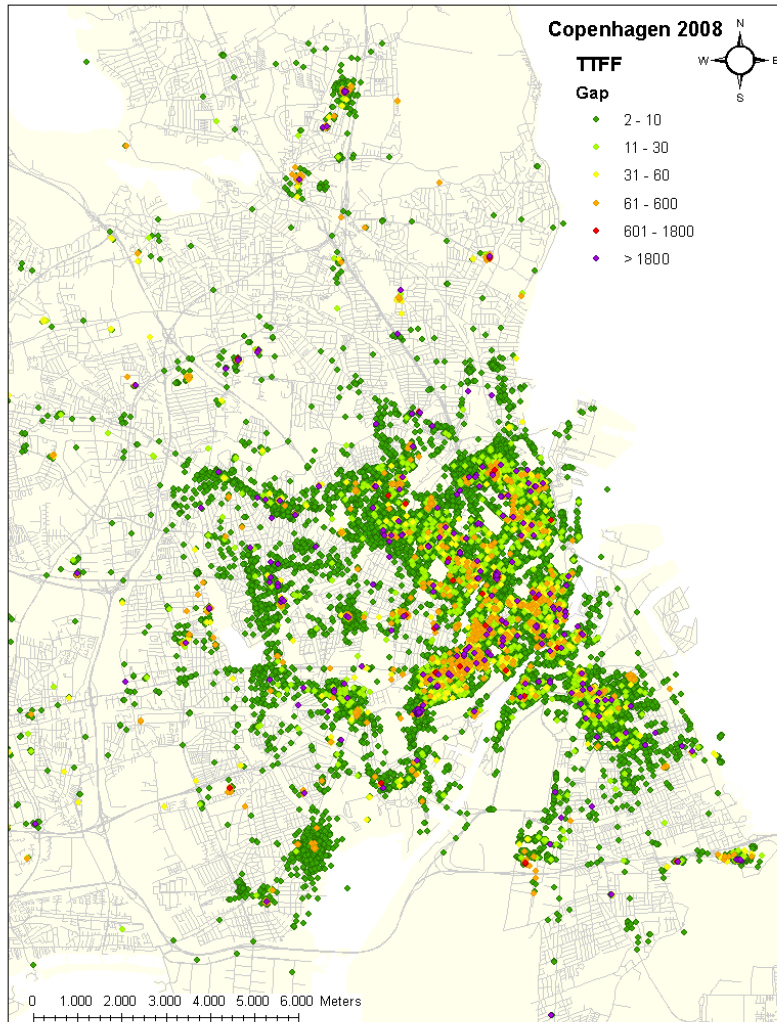 Copenhagen 2008
N
W E
S
TTFF
Gap
2 - 10
11 - 30
31 - 60
61 - 600
601 - 1800
> 1800
0 1.000 2.000 3.000 4.000 5.000 6.000 Meters